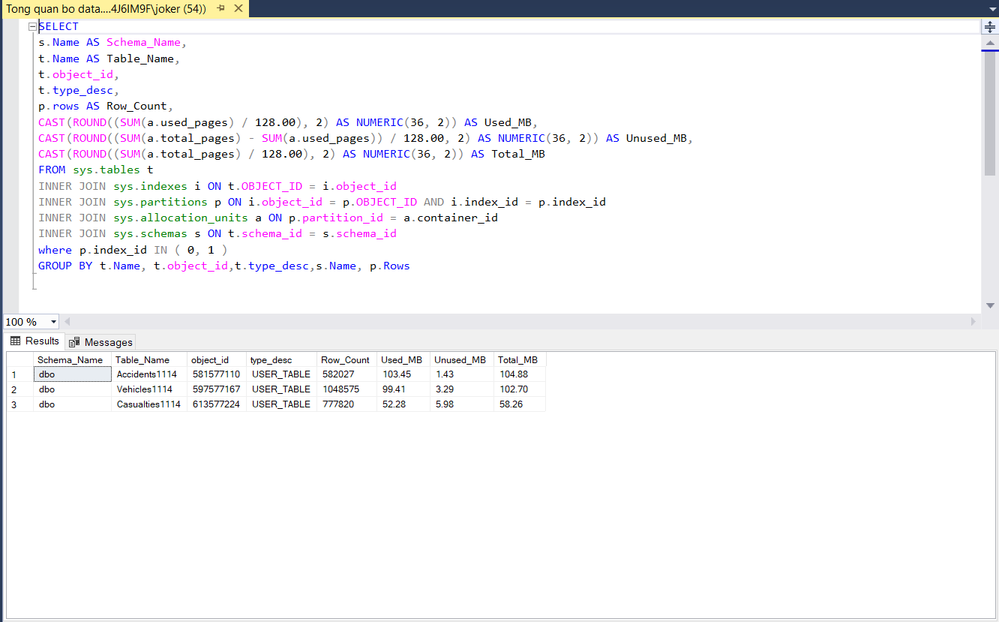 Tong quan bo data....4J6IM9F\joker (54))
SELECT
s.Name AS Schema_Name,
t.Name AS Table_Name,
t.object_id,
t.type_desc,
p.rows AS Row_Count,
CAST(ROUND((SUM(a.used_pages) / 128.00), 2) AS NUMERIC(36, 2)) AS Used_MB,
CAST(ROUND((SUM(a.total_pages) - SUM(a.used_pages)) / 128.00, 2) AS NUMERIC(36, 2)) AS Unused_MB,
CAST(ROUND((SUM(a.total_pages) / 128.00), 2) AS NUMERIC(36, 2)) AS Total_MB
FROM sys.tables t
INNER JOIN sys.indexes i ON t.OBJECT_ID = i.object_id
INNER JOIN sys.partitions p ON i.object_id = p.OBJECT_ID AND i.index_id = p.index_id
INNER JOIN sys.allocation_units a ON p.partition_id = a.container_id
INNER JOIN sys.schemas s ON t.schema_id = s.schema_id
where p.index_id IN ( 0, 1 )
GROUP BY t.Name, t.object_id,t.type_desc,s.Name, p.Rows
100 %
Results Messages
Schema_Name Table_Name object_id type_desc Row_Count Used_MB Unused_MB Total_MB
1 dbo Accidents1114 581577110 USER_TABLE 582027 103.45 1.43 104.88
2 dbo Vehicles1114 597577167 USER_TABLE 1048575 99.41 3.29 102.70
3 dbo Casualties1114 613577224 USER_TABLE 777820 52.28 5.98 58.26